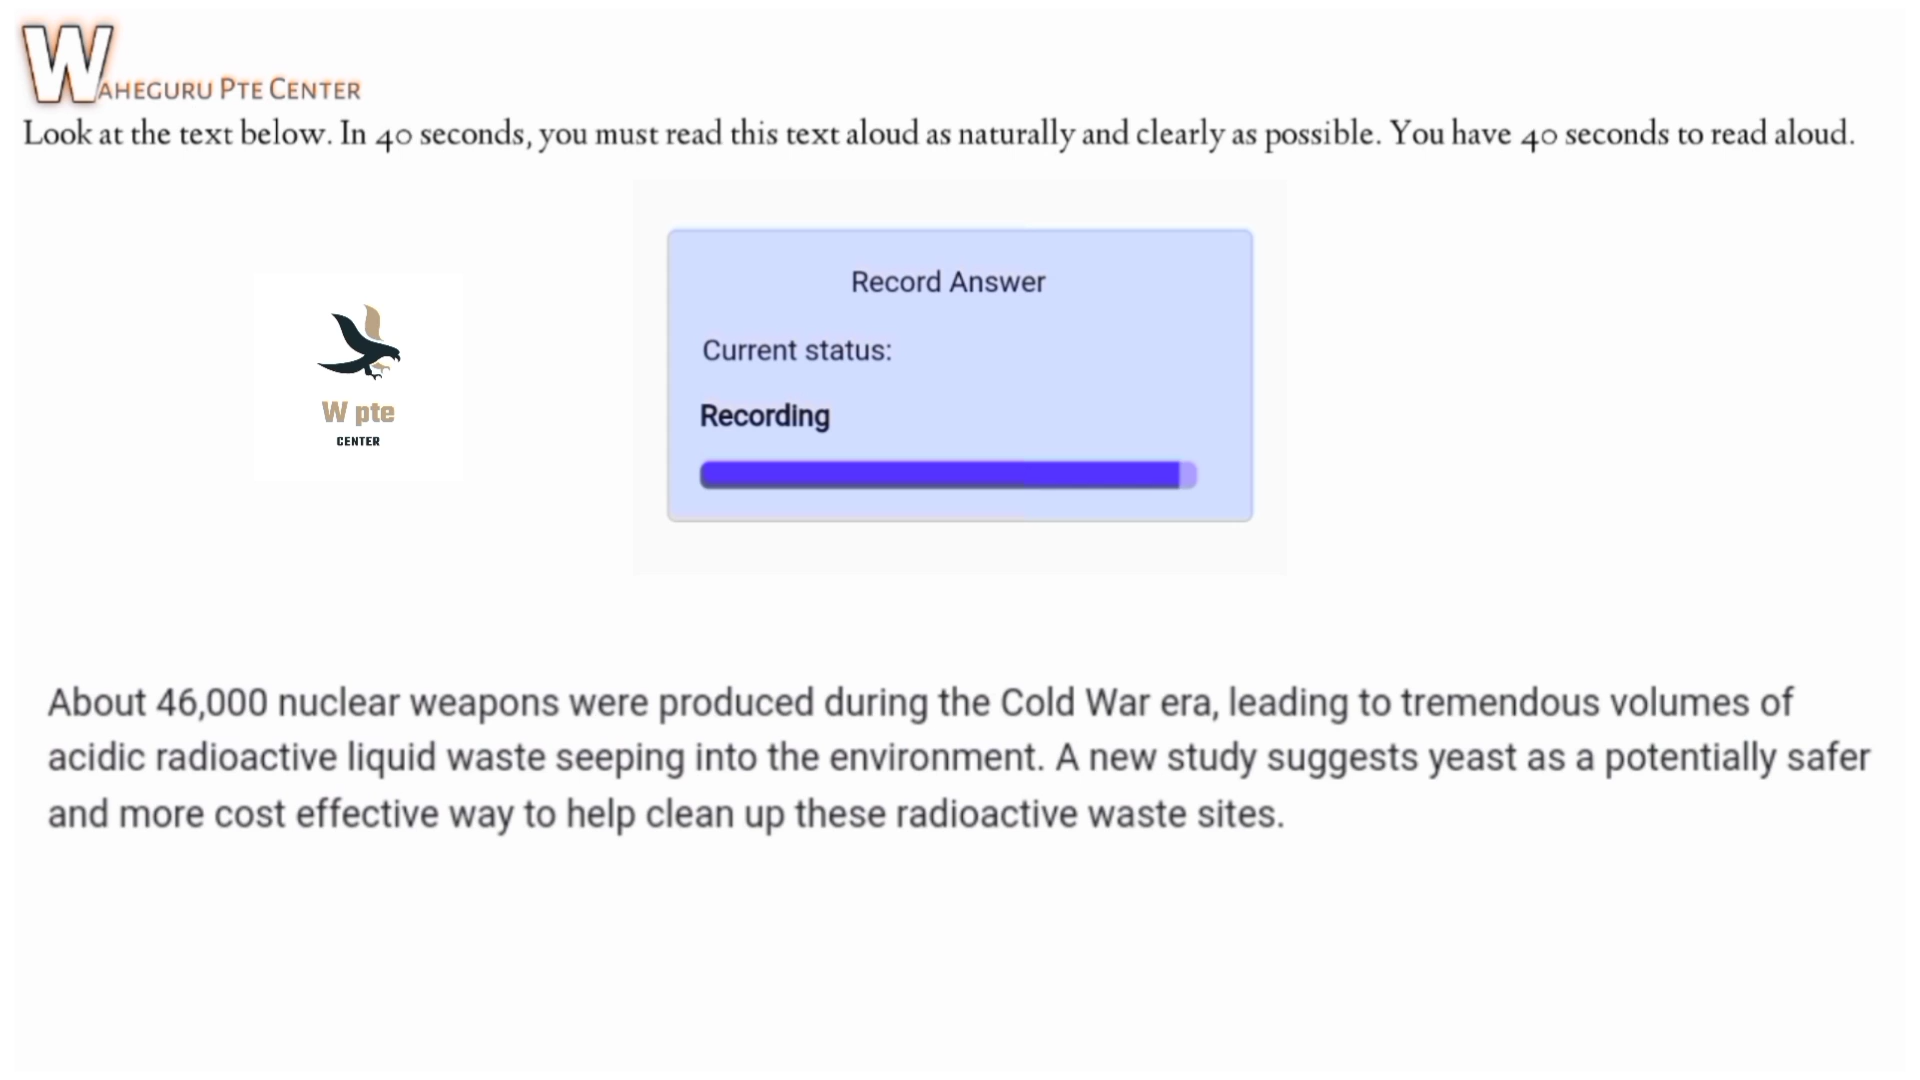 WAHEGURU PTE CENTER
Look at the text below. In 40 seconds, you must read this text aloud as naturally and clearly as possible. You have 40 seconds to read aloud.
Record Answer
Current status:
Recording
W pte
CENTER
About 46,000 nuclear weapons were produced during the Cold War era, leading to tremendous volumes of
acidic radioactive liquid waste seeping into the environment. A new study suggests yeast as a potentially safer
and more cost effective way to help clean up these radioactive waste sites.